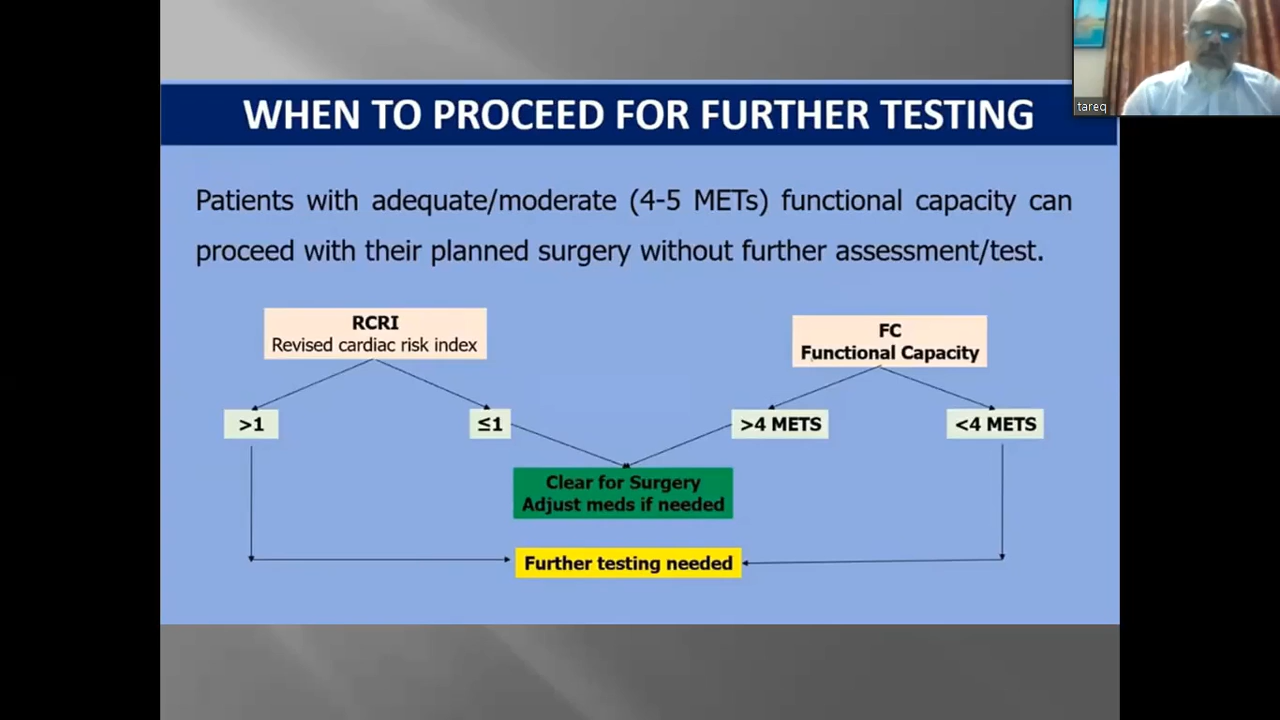 tareq
WHEN TO PROCEED FOR FURTHER TESTING
Patients with adequate/moderate (4-5 METs) functional capacity can
proceed with their planned surgery without further assessment/test.
RCRI
Revised cardiac risk index
FC
Functional Capacity
>1
≤1
>4 METS
<4 METS
Clear for Surgery
Adjust meds if needed
Further testing needed